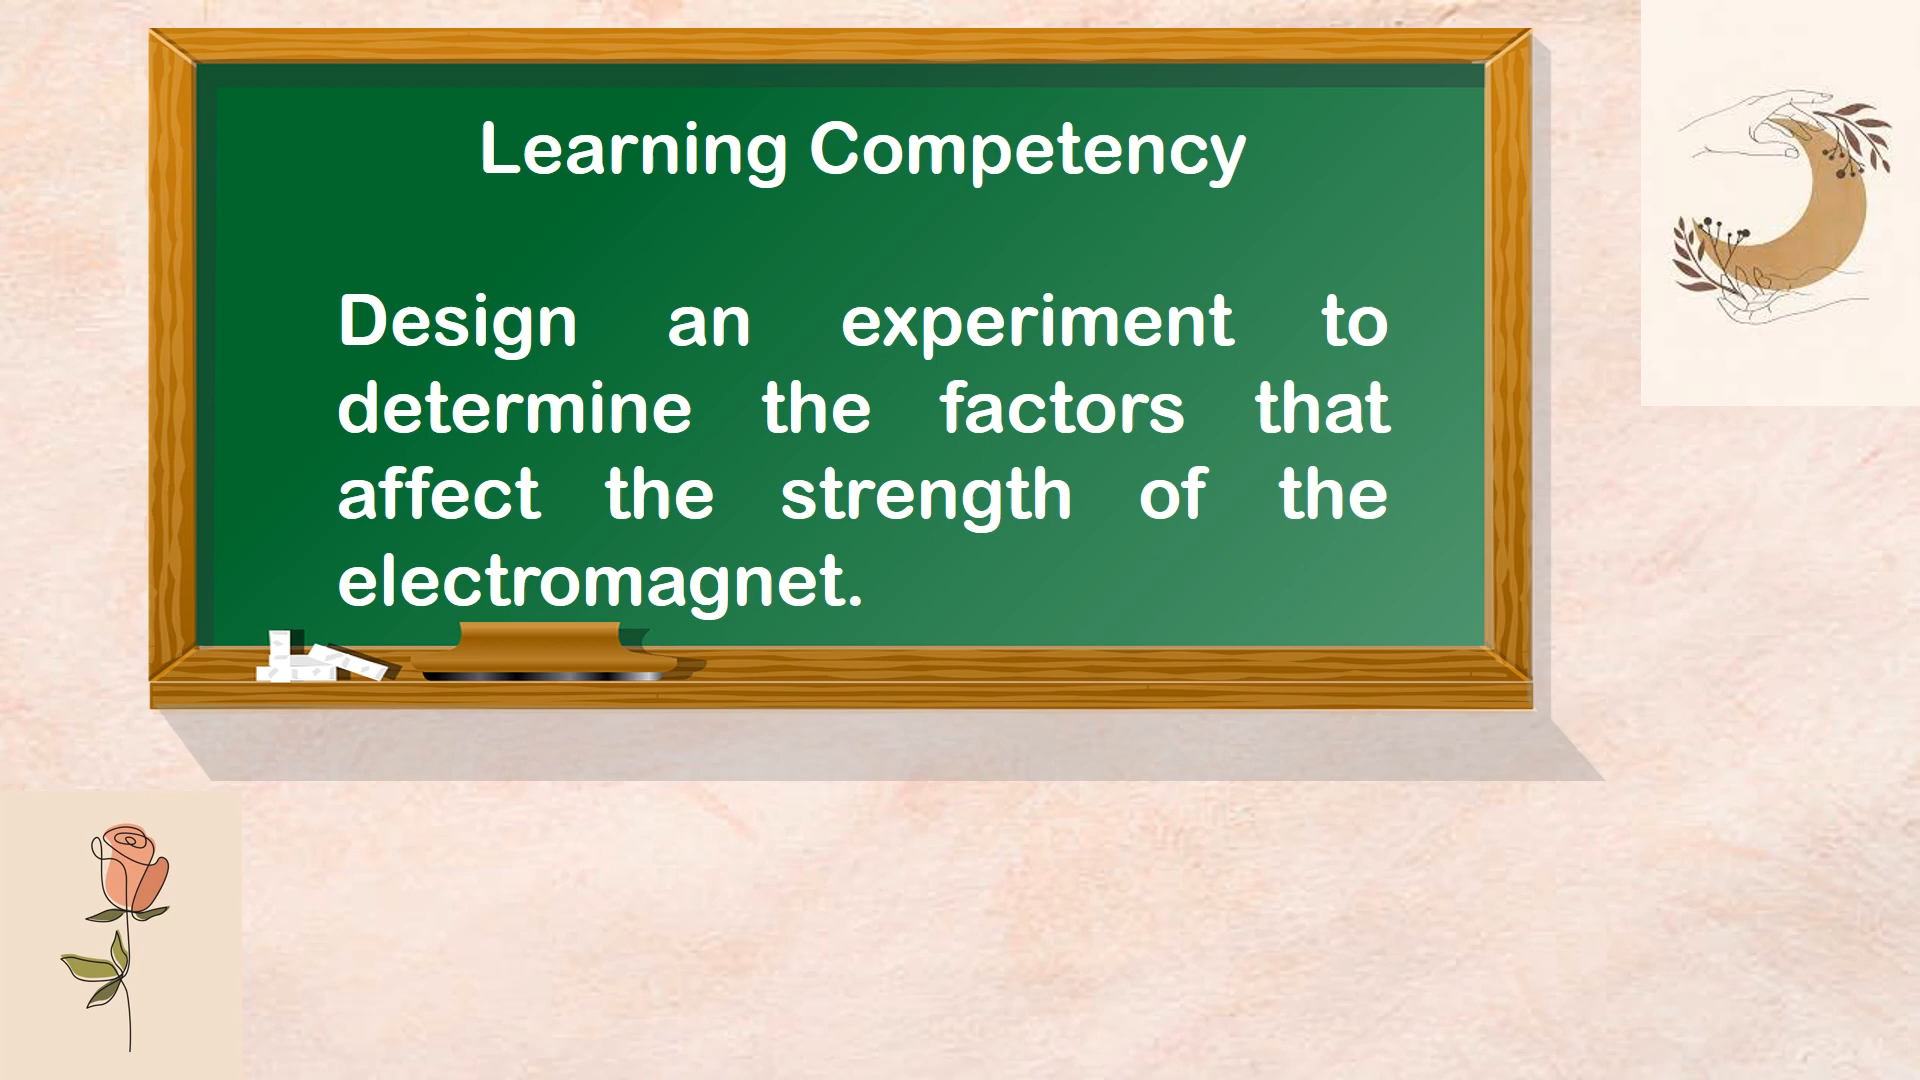 Learning Competency
Design an experiment to
determine the factors that
affect the strength of the
electromagnet.